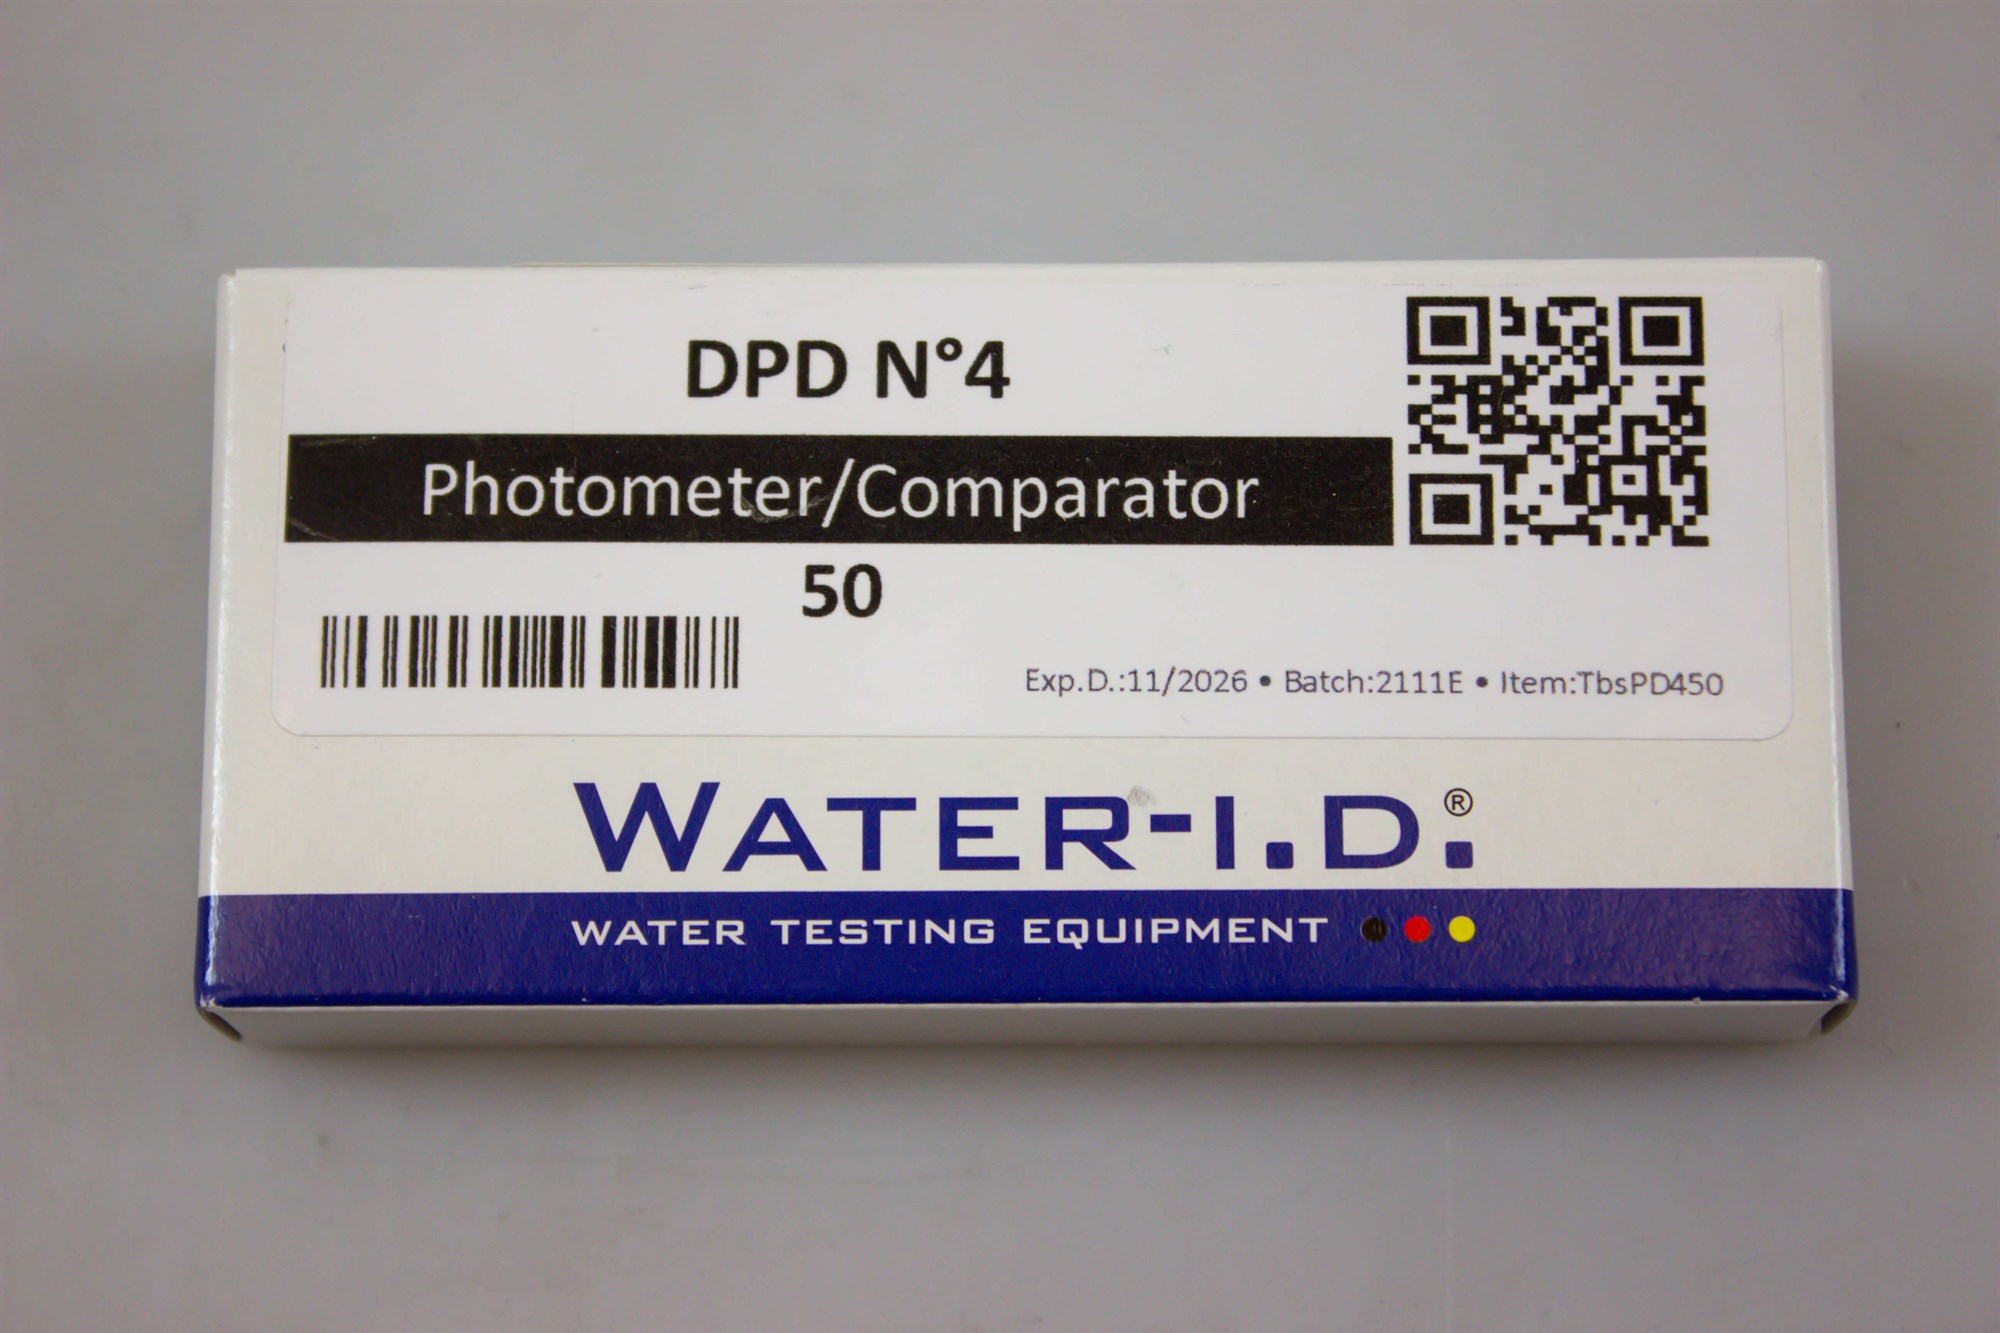 DPD N°4
Photometer/Comparator
50
Exp.D.:11/2026 • Batch:2111E • Item:TbsPD450
WATER-I.D.®
WATER TESTING EQUIPMENT